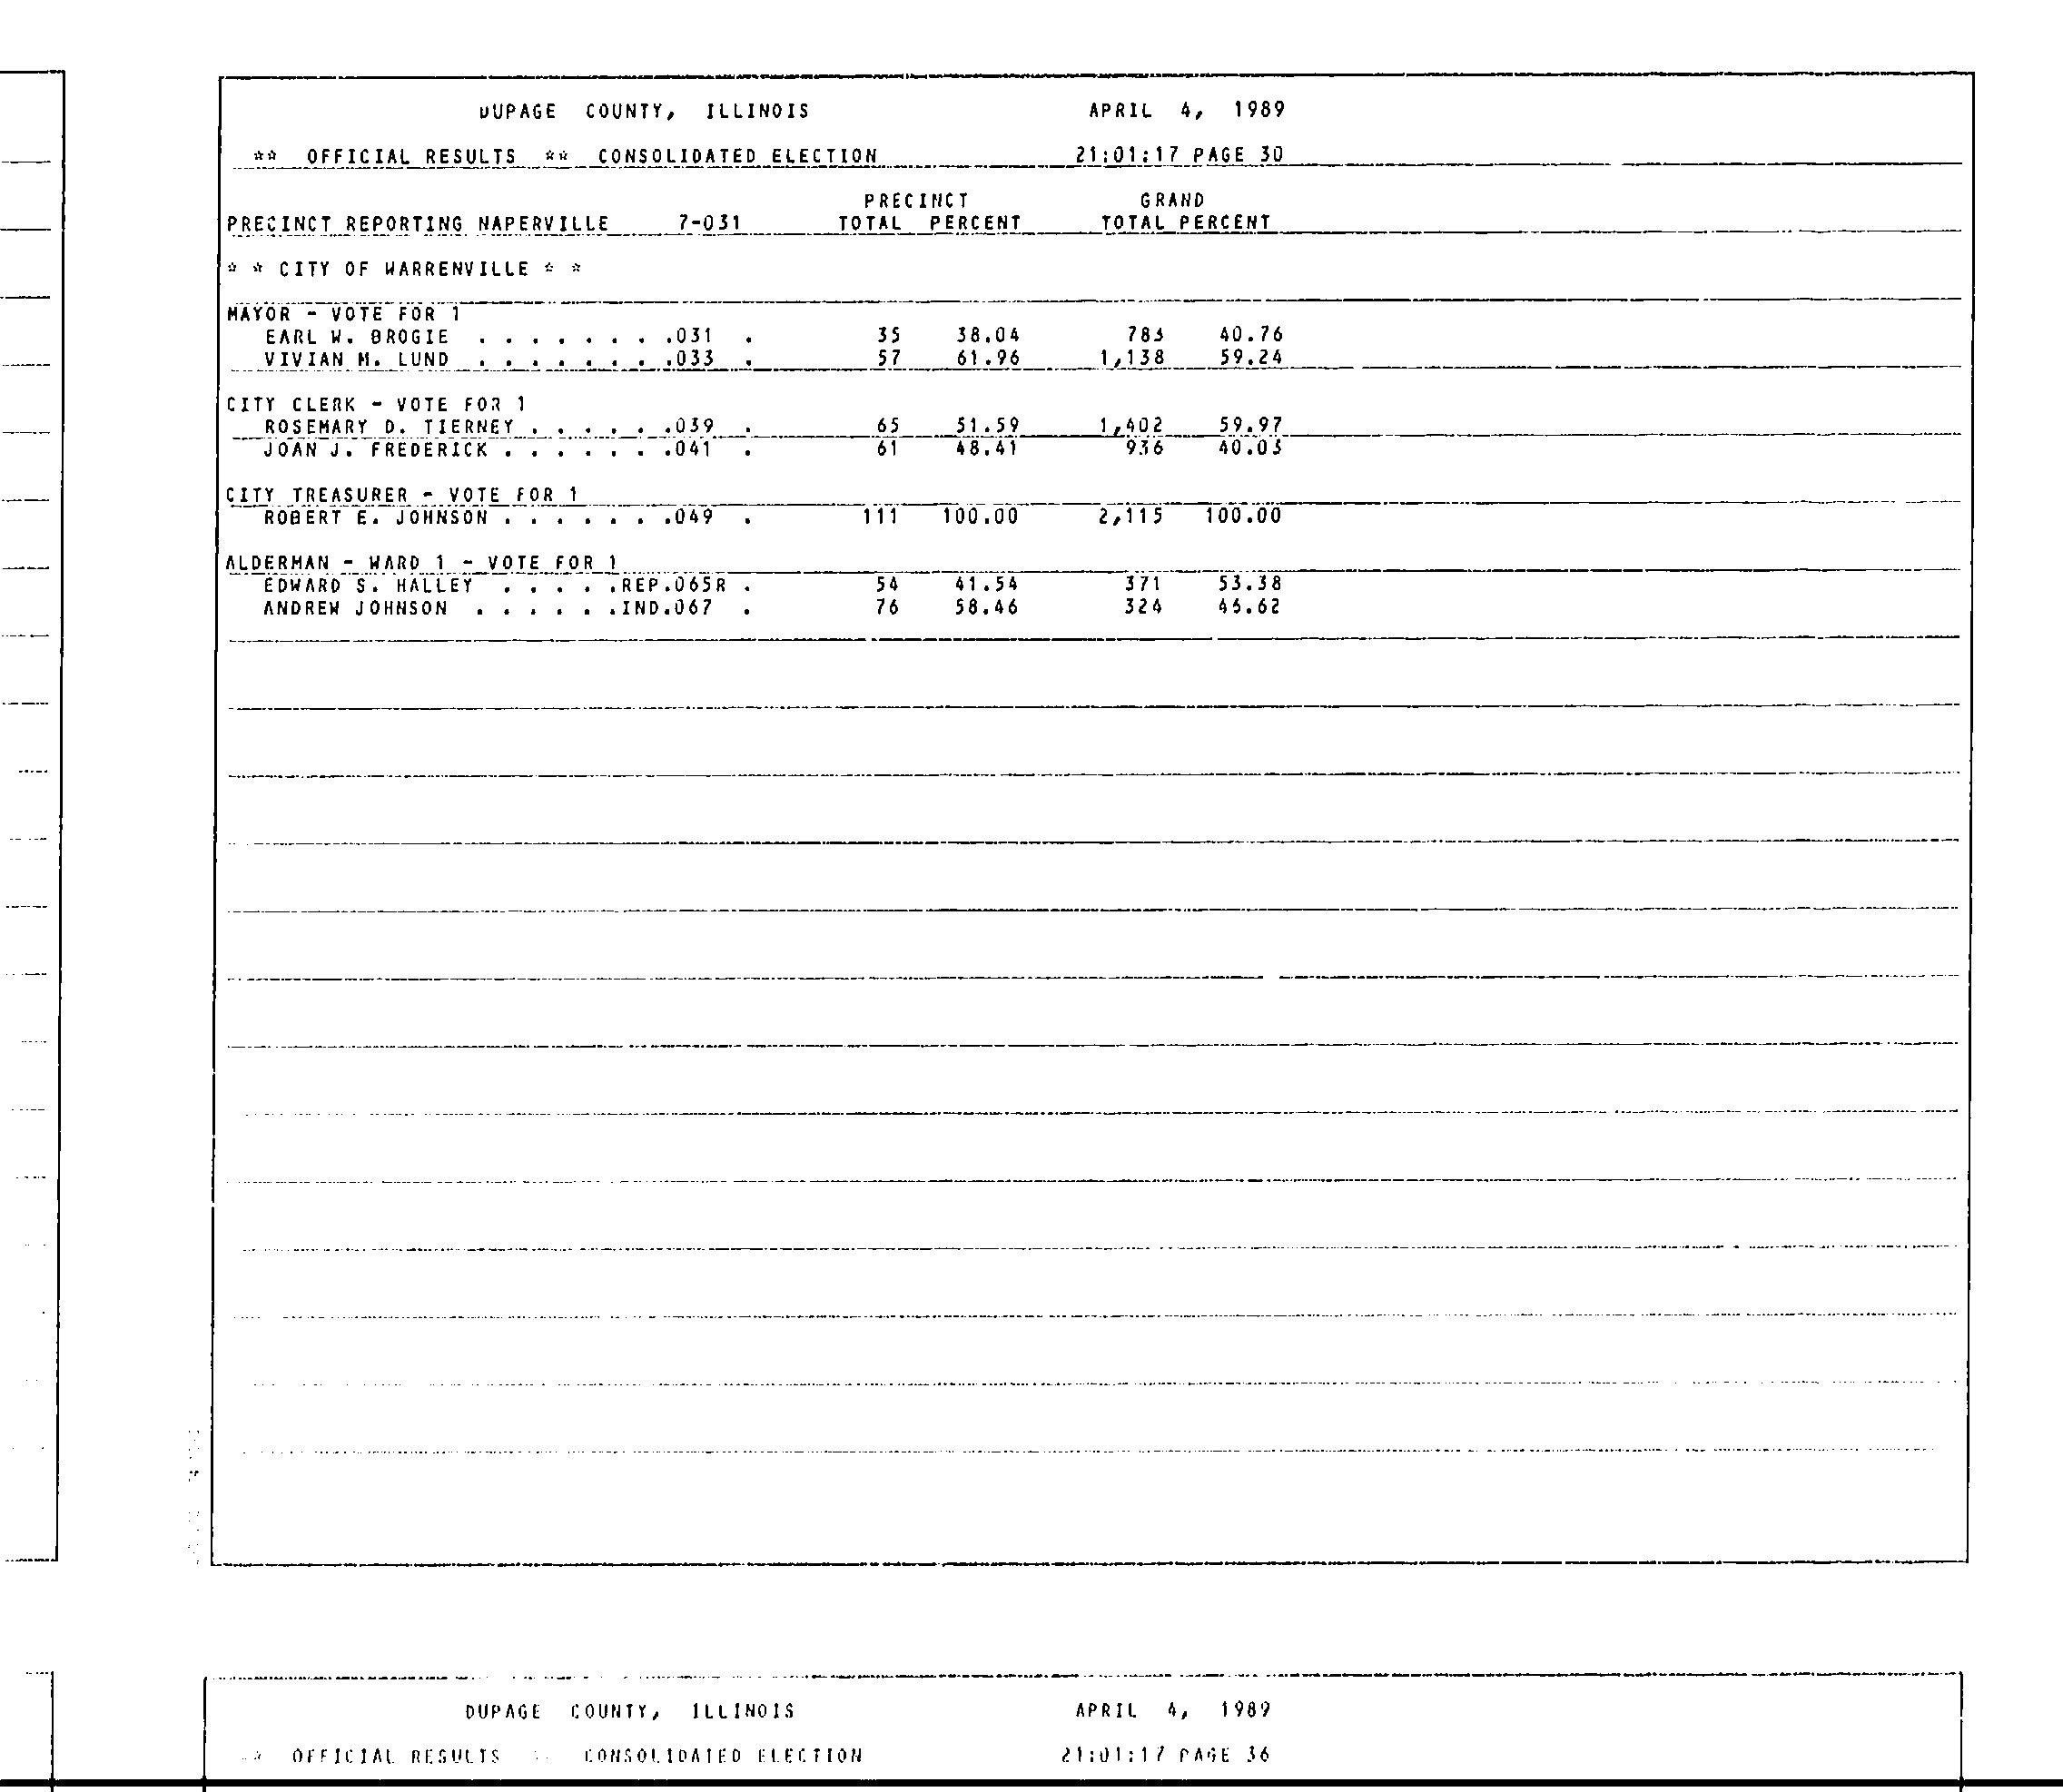 DUPAGE COUNTY, ILLINOIS APRIL 4, 1989
** OFFICIAL RESULTS ** CONSOLIDATED ELECTION 21:01:17 PAGE 30
PRECINCT GRAND
PRECINCT REPORTING NAPERVILLE 7-031 TOTAL PERCENT TOTAL PERCENT
* * CITY OF WARRENVILLE * *
MAYOR - VOTE FOR 1
EARL W. BROGIE . . . . . . . .031 . 35 38.04 783 40.76
VIVIAN M. LUND . . . . . . . .033 . 57 61.96 1,138 59.24
CITY CLERK - VOTE FOR 1
ROSEMARY D. TIERNEY . . . . . .039 . 65 51.59 1,402 59.97
JOAN J. FREDERICK . . . . . . .041 . 61 48.41 936 40.03
CITY TREASURER - VOTE FOR 1
ROBERT E. JOHNSON . . . . . . .049 . 111 100.00 2,115 100.00
ALDERMAN - WARD 1 - VOTE FOR 1
EDWARD S. HALLEY . . . . .REP.065R . 54 41.54 371 53.38
ANDREW JOHNSON . . . . . .IND.067 . 76 58.46 324 46.62
DUPAGE COUNTY, ILLINOIS APRIL 4, 1989
OFFICIAL RESULTS CONSOLIDATED ELECTION 21:01:17 PAGE 36